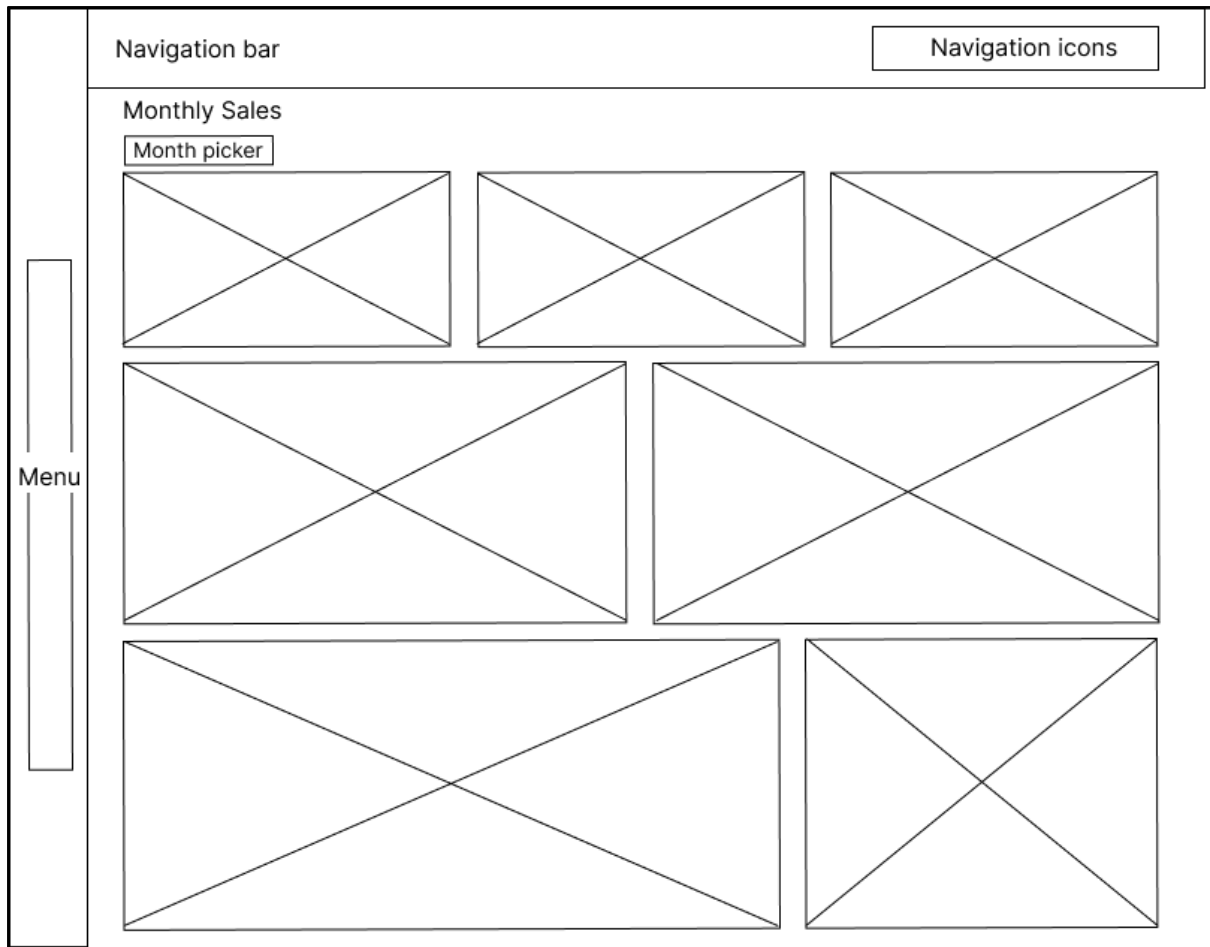 Navigation bar
Navigation icons
Monthly Sales
Month picker
Menu